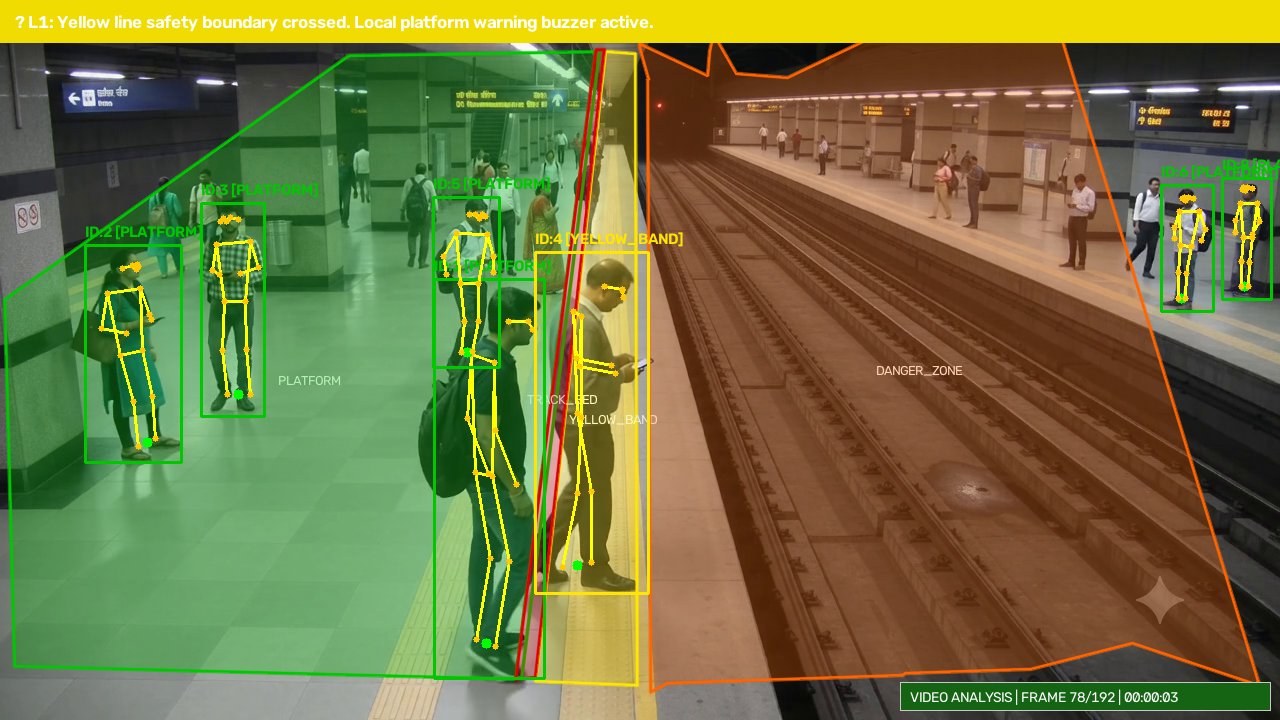 ? L1: Yellow line safety boundary crossed. Local platform warning buzzer active.
ID:3 [PLATFORM]
ID:5 [PLATFORM]
ID:2 [PLATFORM]
ID:4 [YELLOW_BAND]
[PLATFORM]
DANGER_ZONE
PLATFORM
YELLOW_BAND
VIDEO ANALYSIS | FRAME 78/192 | 00:00:03